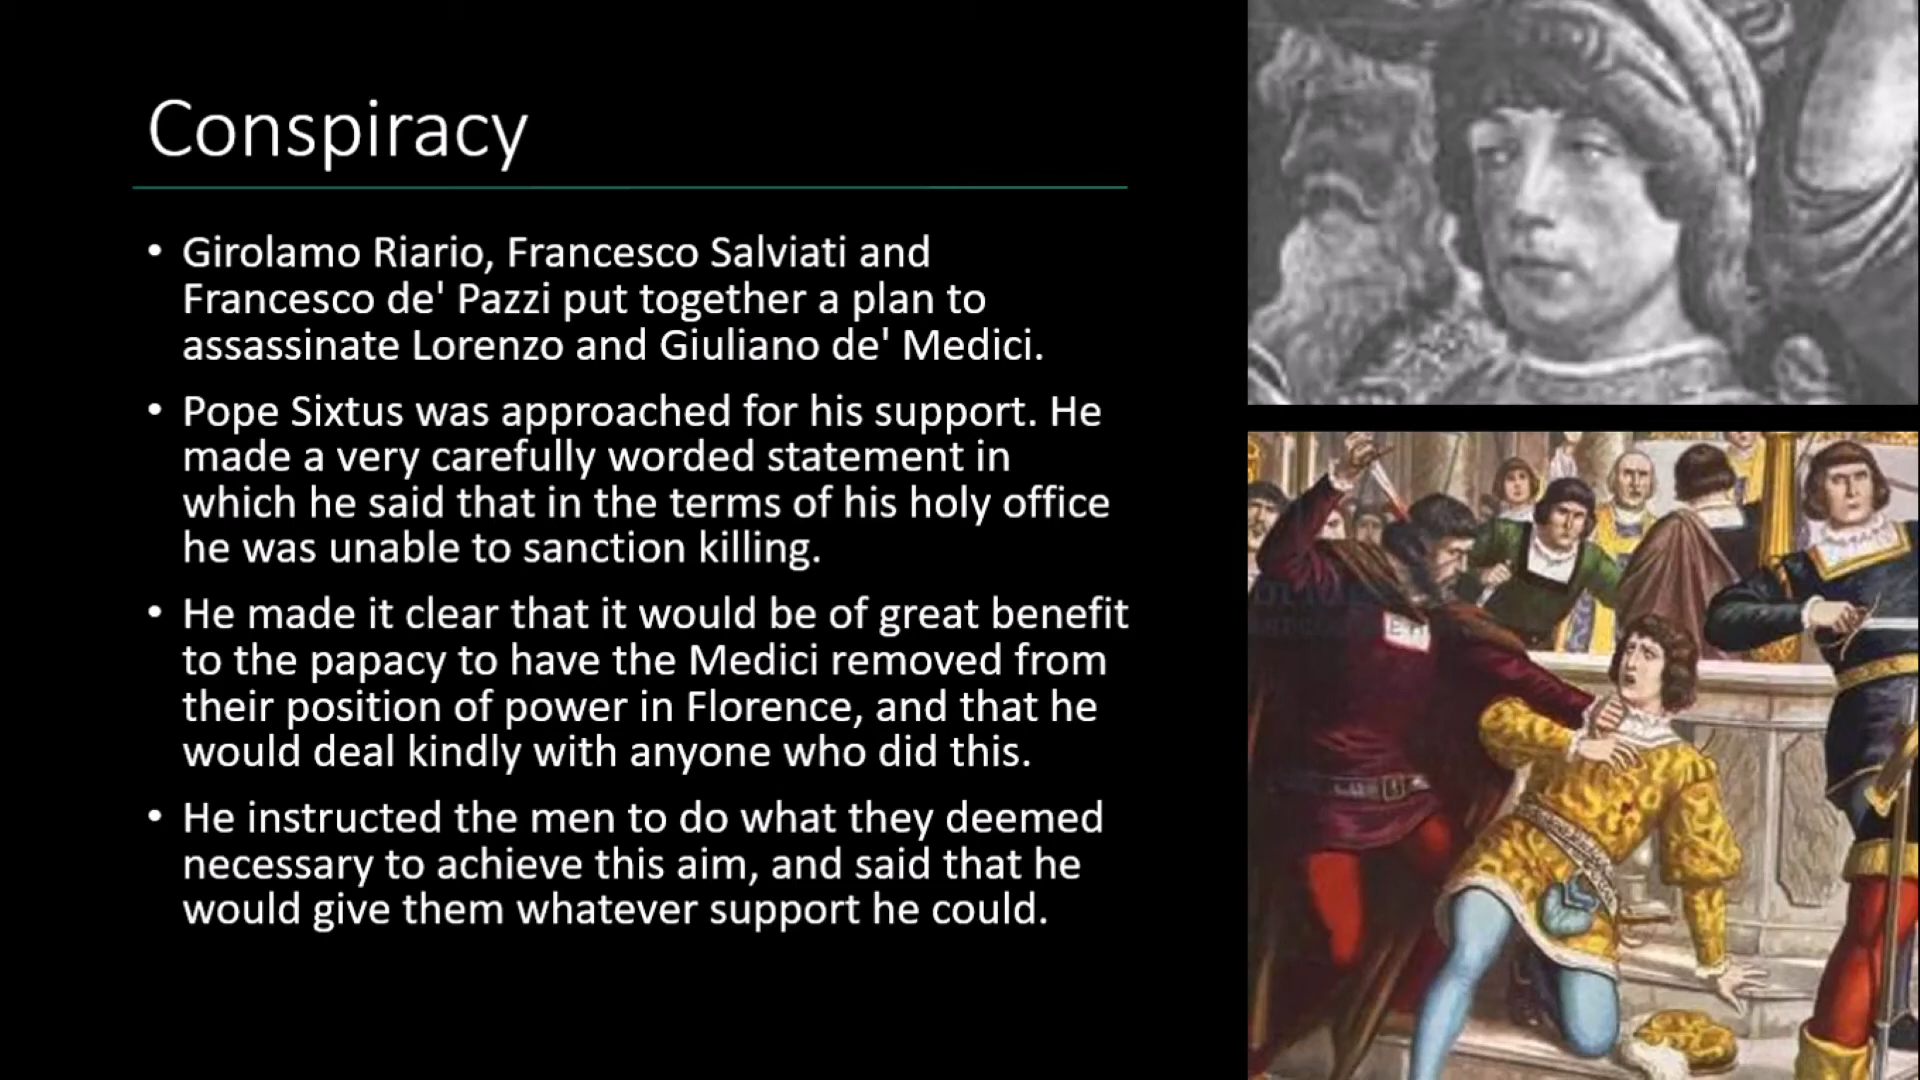 Conspiracy
• Girolamo Riario, Francesco Salviati and
Francesco de' Pazzi put together a plan to
assassinate Lorenzo and Giuliano de' Medici.
• Pope Sixtus was approached for his support. He
made a very carefully worded statement in
which he said that in the terms of his holy office
he was unable to sanction killing.
• He made it clear that it would be of great benefit
to the papacy to have the Medici removed from
their position of power in Florence, and that he
would deal kindly with anyone who did this.
• He instructed the men to do what they deemed
necessary to achieve this aim, and said that he
would give them whatever support he could.